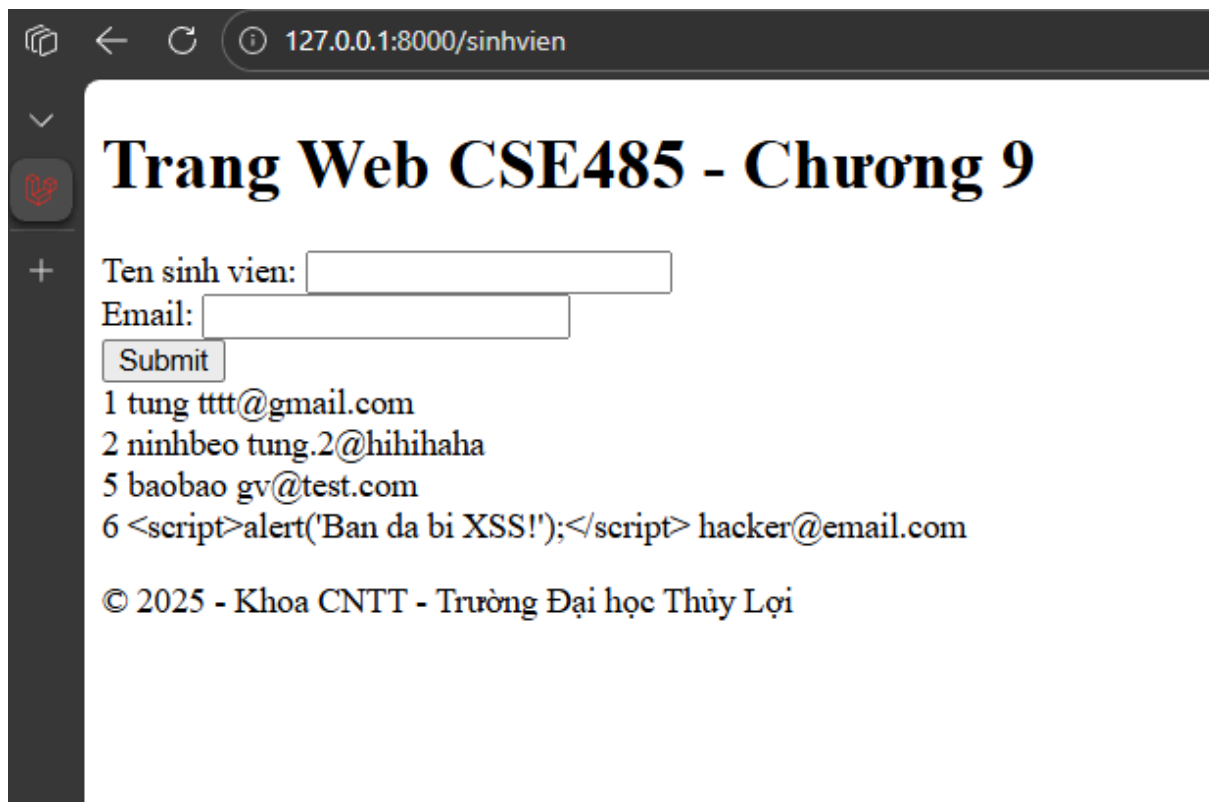 127.0.0.1:8000/sinhvien
Trang Web CSE485 - Chương 9
Ten sinh vien:
Email:
Submit
1 tung tttt@gmail.com
2 ninhbeo tung.2@hihihaha
5 baobao gv@test.com
6 <script>alert('Ban da bi XSS!');</script> hacker@email.com
© 2025 - Khoa CNTT - Trường Đại học Thủy Lợi